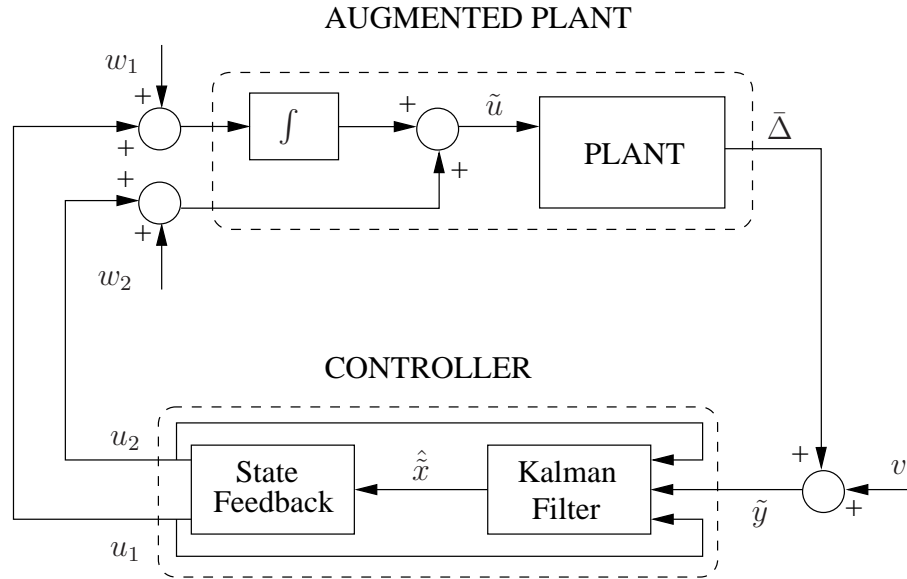 AUGMENTED PLANT
w₁
+
+
∫
+
+
ũ
PLANT
Δ̄
+
+
w₂
CONTROLLER
u₂
State
Feedback
x̃̂
Kalman
Filter
ỹ
+
+
v
u₁